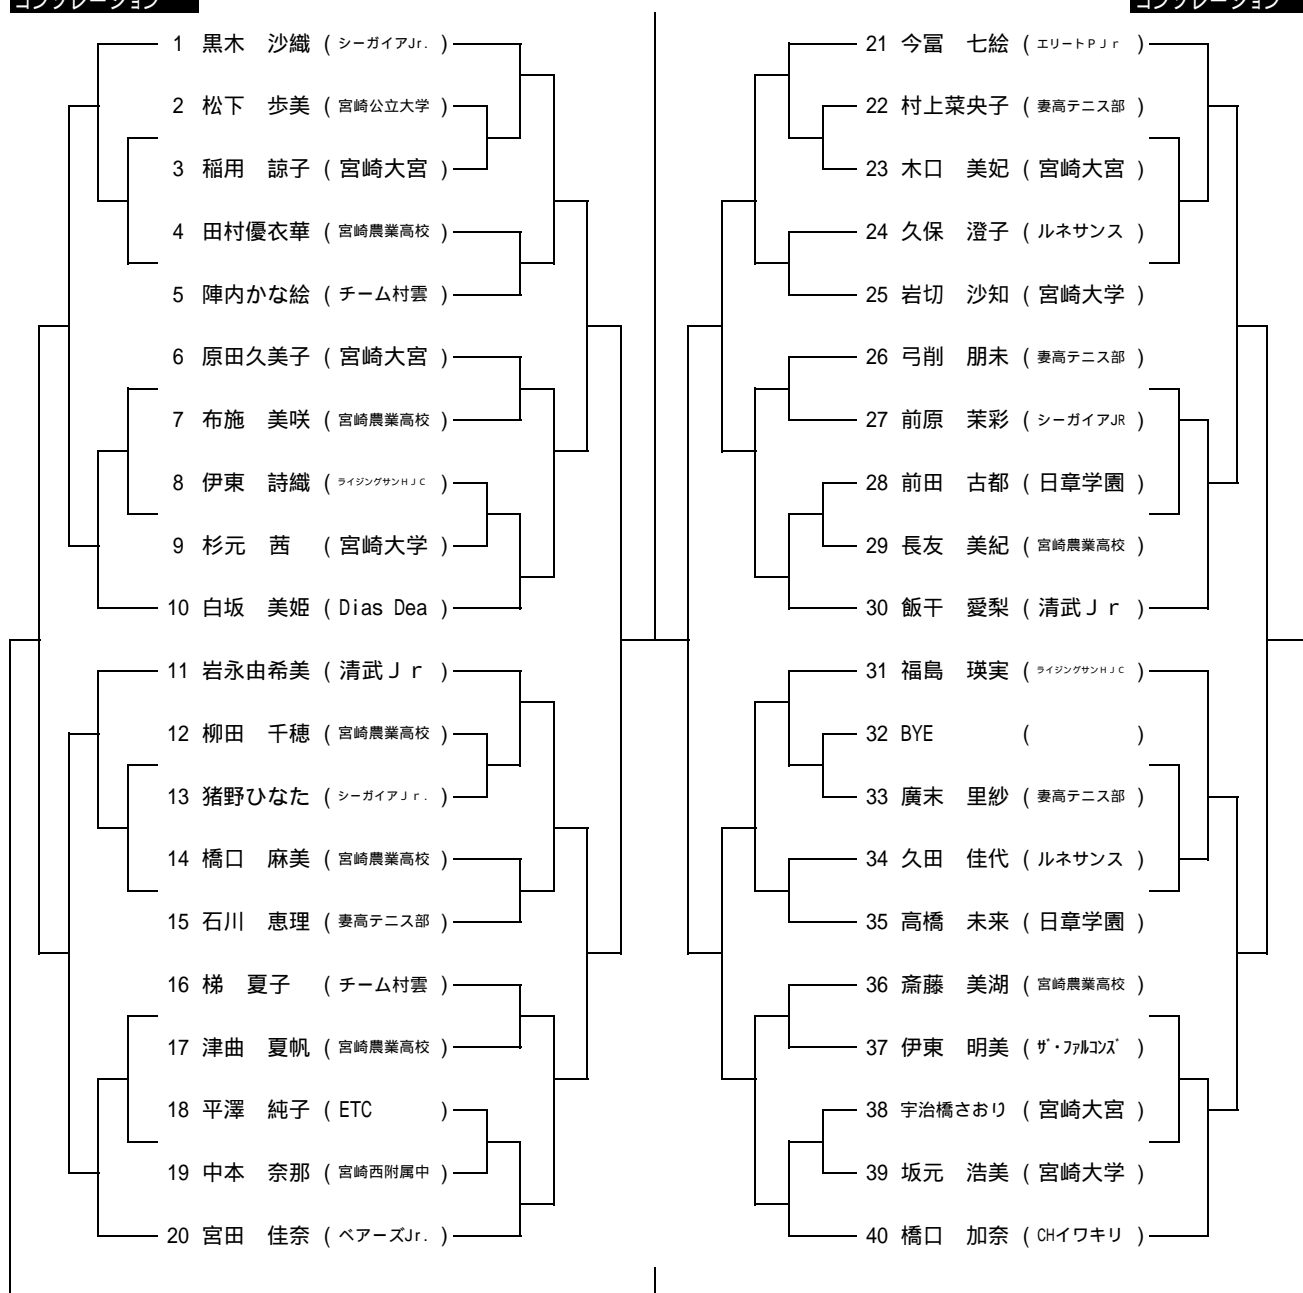 コンソレーション
コンソレーション
1 黒木 沙織 ( シーガイアJr. )
2 松下 歩美 ( 宮崎公立大学 )
3 稲用 諒子 ( 宮崎大宮 )
4 田村優衣華 ( 宮崎農業高校 )
5 陣内かな絵 ( チーム村雲 )
6 原田久美子 ( 宮崎大宮 )
7 布施 美咲 ( 宮崎農業高校 )
8 伊東 詩織 ( ライジングサンHJC )
9 杉元 茜 ( 宮崎大学 )
10 白坂 美姫 ( Dias Dea )
11 岩永由希美 ( 清武Jr )
12 柳田 千穂 ( 宮崎農業高校 )
13 猪野ひなた ( シーガイアJr. )
14 橋口 麻美 ( 宮崎農業高校 )
15 石川 恵理 ( 妻高テニス部 )
16 梯 夏子 ( チーム村雲 )
17 津曲 夏帆 ( 宮崎農業高校 )
18 平澤 純子 ( ETC )
19 中本 奈那 ( 宮崎西附属中 )
20 宮田 佳奈 ( ベアーズJr. )
21 今冨 七絵 ( エリートPJr )
22 村上菜央子 ( 妻高テニス部 )
23 木口 美妃 ( 宮崎大宮 )
24 久保 澄子 ( ルネサンス )
25 岩切 沙知 ( 宮崎大学 )
26 弓削 朋未 ( 妻高テニス部 )
27 前原 茉彩 ( シーガイアJR )
28 前田 古都 ( 日章学園 )
29 長友 美紀 ( 宮崎農業高校 )
30 飯干 愛梨 ( 清武Jr )
31 福島 瑛実 ( ライジングサンHJC )
32 BYE ( )
33 廣末 里紗 ( 妻高テニス部 )
34 久田 佳代 ( ルネサンス )
35 高橋 未来 ( 日章学園 )
36 斎藤 美湖 ( 宮崎農業高校 )
37 伊東 明美 ( ザ・ファルコンズ )
38 宇治橋さおり ( 宮崎大宮 )
39 坂元 浩美 ( 宮崎大学 )
40 橋口 加奈 ( CHイワキリ )